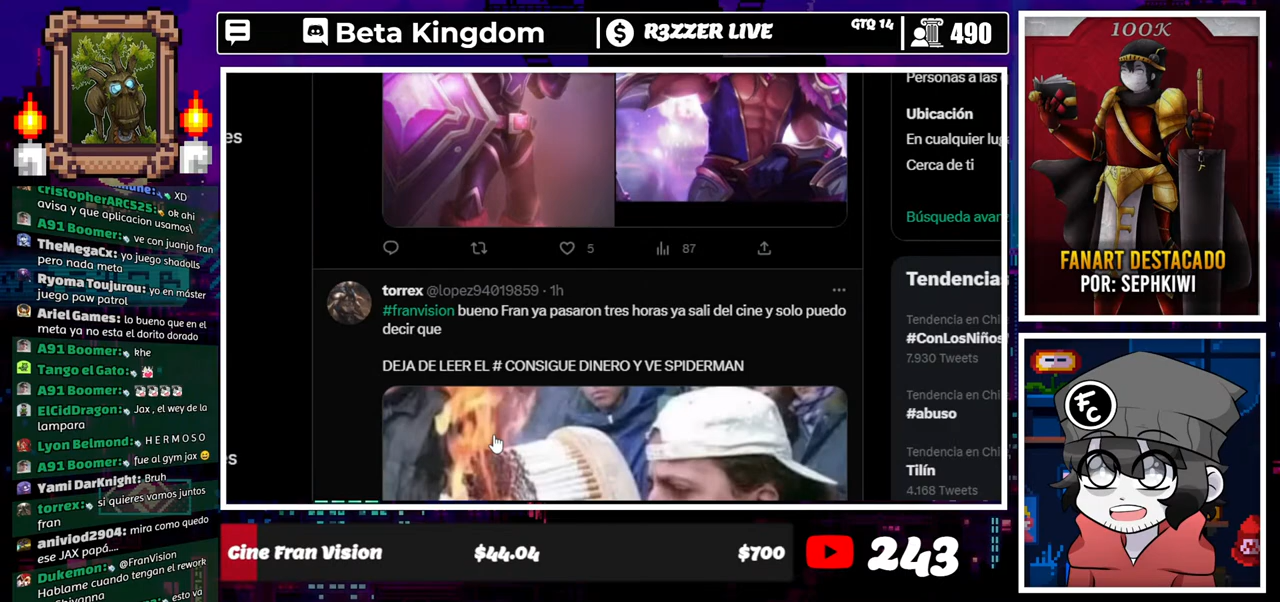 Beta Kingdom
R3ZZER LIVE
GTQ 14
490
cristopherARC525: ok ahi
avisa y que aplicacion usamos\
XD
A91 Boomer: ve con juanjo fran
TheMegaCx: yo juego shadolls
pero nada meta
Ryoma Toujurou: yo en máster
juego paw patrol
Ariel Games: lo bueno que en el
meta ya no esta el dorito dorado
A91 Boomer: khe
Tango el Gato:
A91 Boomer:
ElCidDragon: Jax , el wey de la
lampara
Lyon Belmond: H E R M O S O
A91 Boomer: fue al gym jax
Yami DarKnight: Bruh
torrex: si quieres vamos juntos
fran
aniviod2904: mira como quedo
ese JAX papá....
Dukemon: @FranVision
Hablame cuando tengan el rework
esto va
es
es
5
87
torrex @lopez94019859 · 1h
#franvision bueno Fran ya pasaron tres horas ya sali del cine y solo puedo
decir que
DEJA DE LEER EL # CONSIGUE DINERO Y VE SPIDERMAN
Personas a las
Ubicación
En cualquier lug
Cerca de ti
Búsqueda avan
Tendencias
Tendencia en Chi
#ConLosNiños
7.930 Tweets
Tendencia en Chi
#abuso
Tendencia en Chi
Tilín
4.168 Tweets
Cine Fran Vision
$44.04
$700
243
100K
F
FANART DESTACADO
POR: SEPHKIWI
FC